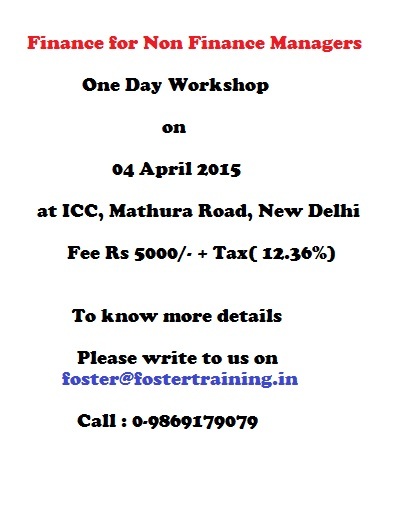 Finance for Non Finance Managers
One Day Workshop
on
04 April 2015
at ICC, Mathura Road, New Delhi
Fee Rs 5000/- + Tax( 12.36%)
To know more details
Please write to us on
foster@fostertraining.in
Call : 0-9869179079